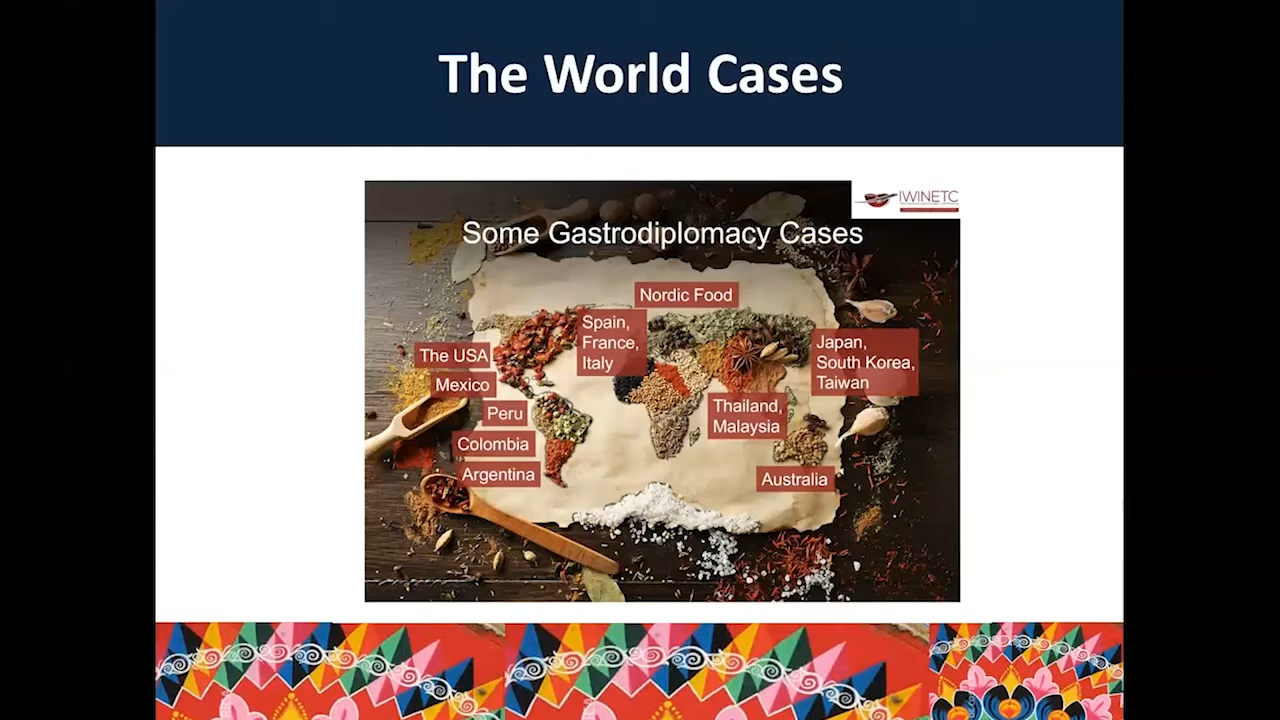 The World Cases
IWINETC
Some Gastrodiplomacy Cases
Nordic Food
Spain,
France,
Italy
The USA
Mexico
Peru
Colombia
Argentina
Japan,
South Korea,
Taiwan
Thailand,
Malaysia
Australia